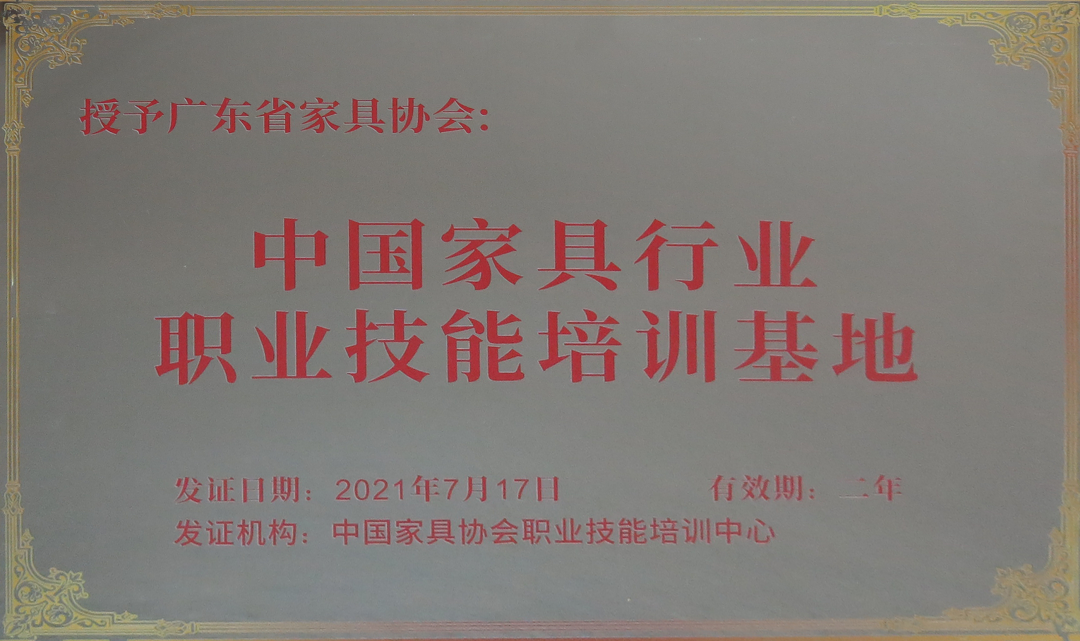 授予广东省家具协会:
中国家具行业
职业技能培训基地
发证日期：2021年7月17日 有效期：二年
发证机构：中国家具协会职业技能培训中心